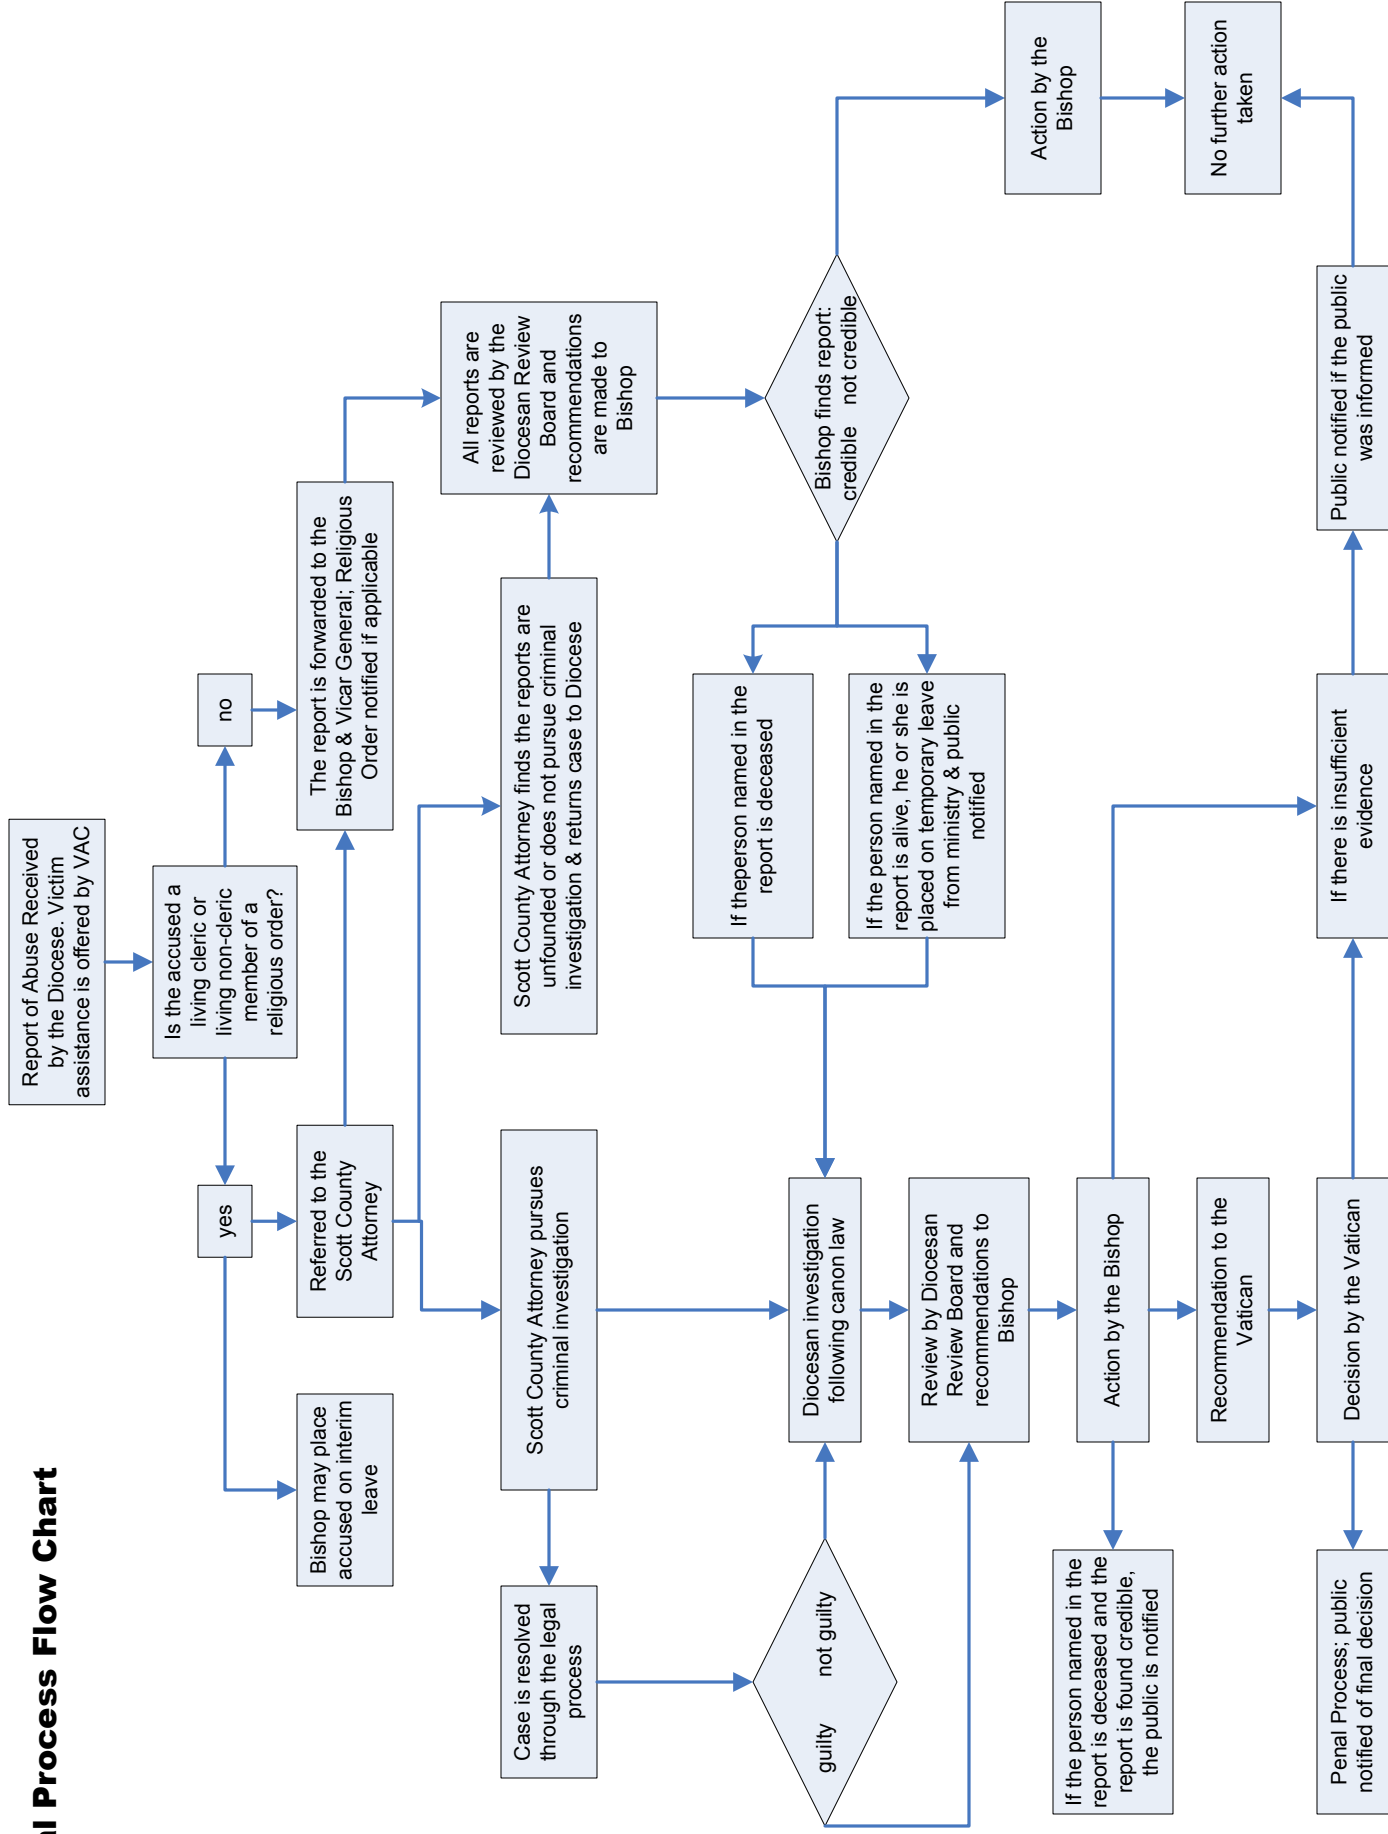 al Process Flow Chart
Report of Abuse Received
by the Diocese. Victim
assistance is offered by VAC
Is the accused a
living cleric or
living non-cleric
member of a
religious order?
yes
no
Bishop may place
accused on interim
leave
Referred to the
Scott County
Attorney
The report is forwarded to the
Bishop & Vicar General; Religious
Order notified if applicable
All reports are
reviewed by the
Diocesan Review
Board and
recommendations
are made to
Bishop
Case is resolved
through the legal
process
Scott County Attorney pursues
criminal investigation
Scott County Attorney finds the reports are
unfounded or does not pursue criminal
investigation & returns case to Diocese
If theperson named in the
report is deceased
If the person named in the
report is alive, he or she is
placed on temporary leave
from ministry & public
notified
Bishop finds report:
credible not credible
guilty not guilty
Diocesan investigation
following canon law
Review by Diocesan
Review Board and
recommendations to
Bishop
Action by the
Bishop
If the person named in the
report is deceased and the
report is found credible,
the public is notified
Action by the Bishop
Recommendation to the
Vatican
No further action
taken
Penal Process; public
notified of final decision
Decision by the Vatican
If there is insufficient
evidence
Public notified if the public
was informed